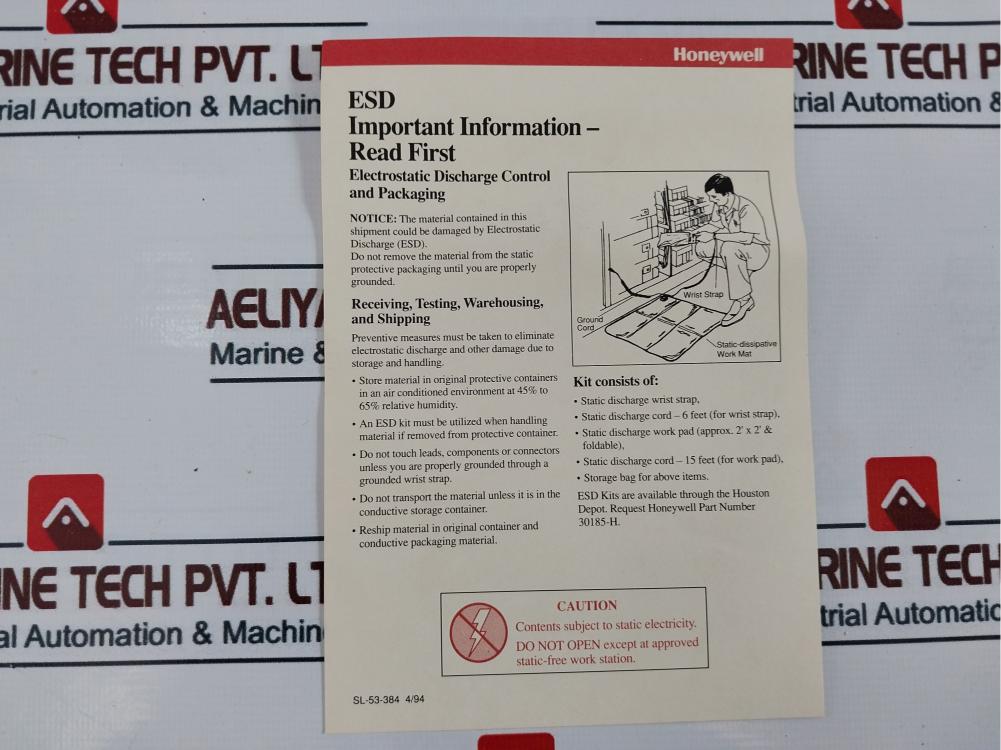 RINE TECH PVT. LT
rial Automation & Machin
RINE TECH P
trial Automation &
AELIYA
Marine &
Honeywell
ESD
Important Information –
Read First
Electrostatic Discharge Control
and Packaging
NOTICE: The material contained in this
shipment could be damaged by Electrostatic
Discharge (ESD).
Do not remove the material from the static
protective packaging until you are properly
grounded.
Receiving, Testing, Warehousing,
and Shipping
Preventive measures must be taken to eliminate
electrostatic discharge and other damage due to
storage and handling.
• Store material in original protective containers
in an air conditioned environment at 45% to
65% relative humidity.
• An ESD kit must be utilized when handling
material if removed from protective container.
• Do not touch leads, components or connectors
unless you are properly grounded through a
grounded wrist strap.
• Do not transport the material unless it is in the
conductive storage container.
• Reship material in original container and
conductive packaging material.
Wrist Strap
Ground
Cord
Static-dissipative
Work Mat
Kit consists of:
• Static discharge wrist strap,
• Static discharge cord – 6 feet (for wrist strap),
• Static discharge work pad (approx. 2' x 2' &
foldable),
• Static discharge cord – 15 feet (for work pad),
• Storage bag for above items.
ESD Kits are available through the Houston
Depot. Request Honeywell Part Number
30185-H.
CAUTION
Contents subject to static electricity.
DO NOT OPEN except at approved
static-free work station.
SL-53-384 4/94
INE TECH PVT. LT
al Automation & Machin
RINE TECH
trial Automatic